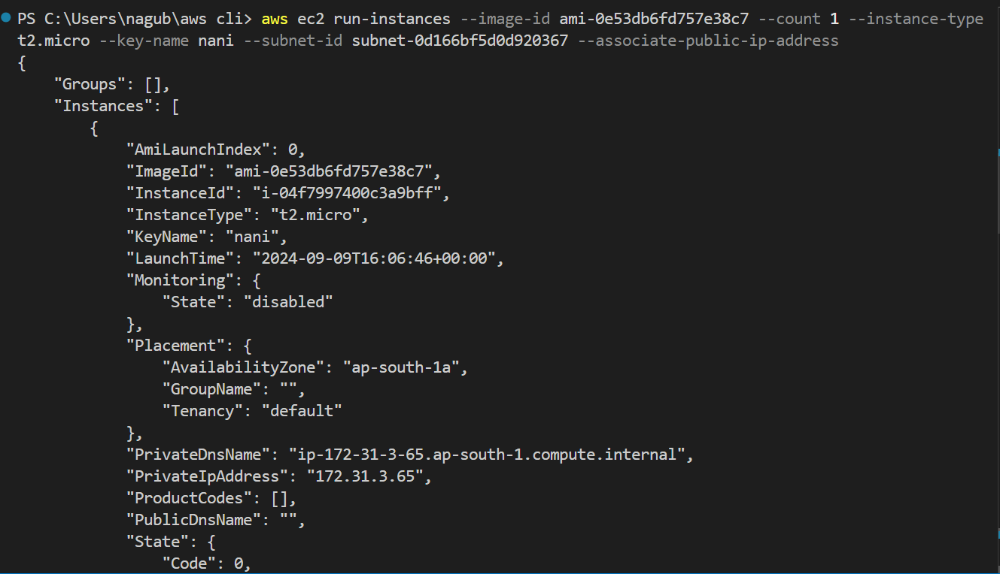 PS C:\Users\nagub\aws cli> aws ec2 run-instances --image-id ami-0e53db6fd757e38c7 --count 1 --instance-type
t2.micro --key-name nani --subnet-id subnet-0d166bf5d0d920367 --associate-public-ip-address
{
    "Groups": [],
    "Instances": [
        {
            "AmiLaunchIndex": 0,
            "ImageId": "ami-0e53db6fd757e38c7",
            "InstanceId": "i-04f7997400c3a9bff",
            "InstanceType": "t2.micro",
            "KeyName": "nani",
            "LaunchTime": "2024-09-09T16:06:46+00:00",
            "Monitoring": {
                "State": "disabled"
            },
            "Placement": {
                "AvailabilityZone": "ap-south-1a",
                "GroupName": "",
                "Tenancy": "default"
            },
            "PrivateDnsName": "ip-172-31-3-65.ap-south-1.compute.internal",
            "PrivateIpAddress": "172.31.3.65",
            "ProductCodes": [],
            "PublicDnsName": "",
            "State": {
                "Code": 0,